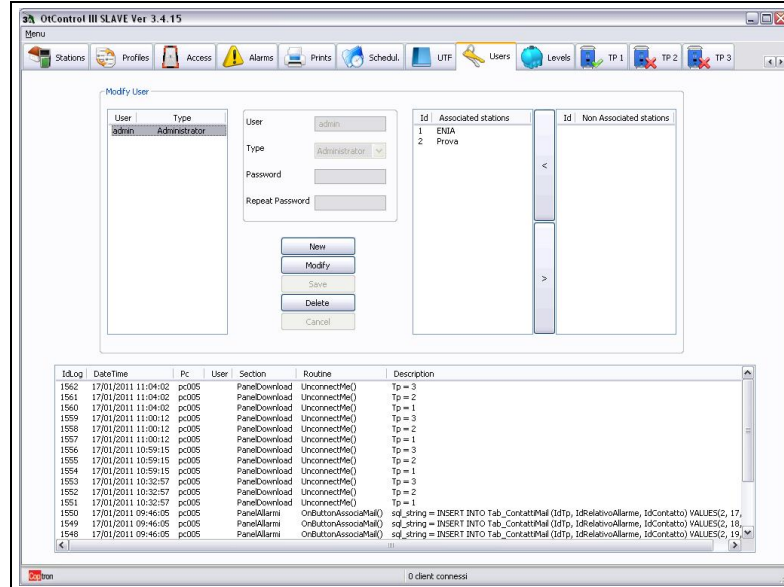 OtControl III SLAVE Ver 3.4.15
Menu
Stations Profiles Access Alarms Prints Schedul. UTF Users Levels TP 1 TP 2 TP 3
Modify User
User Type
admin Administrator
User admin
Type Administrator
Password
Repeat Password
New
Modify
Save
Delete
Cancel
Id Associated stations
1 ENIA
2 Prova
<
>
Id Non Associated stations
IdLog DateTime Pc User Section Routine Description
1562 17/01/2011 11:04:02 pc005 PanelDownload UnconnectMe() Tp = 3
1561 17/01/2011 11:04:02 pc005 PanelDownload UnconnectMe() Tp = 2
1560 17/01/2011 11:04:02 pc005 PanelDownload UnconnectMe() Tp = 1
1559 17/01/2011 11:00:12 pc005 PanelDownload UnconnectMe() Tp = 3
1558 17/01/2011 11:00:12 pc005 PanelDownload UnconnectMe() Tp = 2
1557 17/01/2011 11:00:12 pc005 PanelDownload UnconnectMe() Tp = 1
1556 17/01/2011 10:59:15 pc005 PanelDownload UnconnectMe() Tp = 3
1555 17/01/2011 10:59:15 pc005 PanelDownload UnconnectMe() Tp = 2
1554 17/01/2011 10:59:15 pc005 PanelDownload UnconnectMe() Tp = 1
1553 17/01/2011 10:32:57 pc005 PanelDownload UnconnectMe() Tp = 3
1552 17/01/2011 10:32:57 pc005 PanelDownload UnconnectMe() Tp = 2
1551 17/01/2011 10:32:57 pc005 PanelDownload UnconnectMe() Tp = 1
1550 17/01/2011 09:46:05 pc005 PanelAllarmi OnButtonAssociaMail() sql_string = INSERT INTO Tab_ContattiMail (IdTp, IdRelativoAllarme, IdContatto) VALUES(2, 17,
1549 17/01/2011 09:46:05 pc005 PanelAllarmi OnButtonAssociaMail() sql_string = INSERT INTO Tab_ContattiMail (IdTp, IdRelativoAllarme, IdContatto) VALUES(2, 18,
1548 17/01/2011 09:46:05 pc005 PanelAllarmi OnButtonAssociaMail() sql_string = INSERT INTO Tab_ContattiMail (IdTp, IdRelativoAllarme, IdContatto) VALUES(2, 19,
0 client connessi